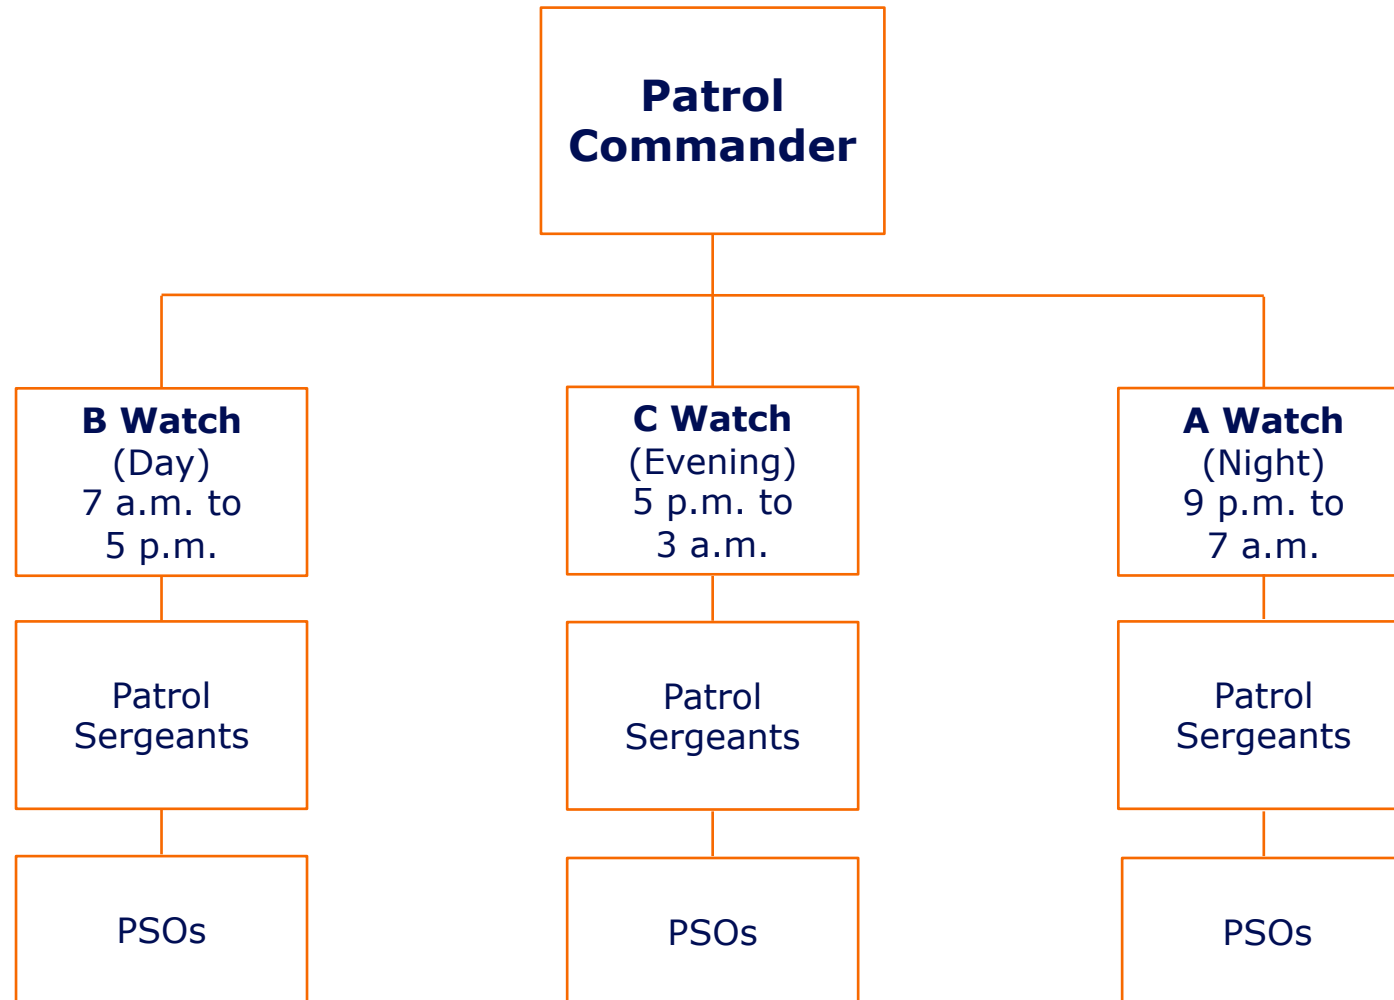 Patrol
Commander
B Watch
(Day)
7 a.m. to
5 p.m.
C Watch
(Evening)
5 p.m. to
3 a.m.
A Watch
(Night)
9 p.m. to
7 a.m.
Patrol
Sergeants
Patrol
Sergeants
Patrol
Sergeants
PSOs
PSOs
PSOs